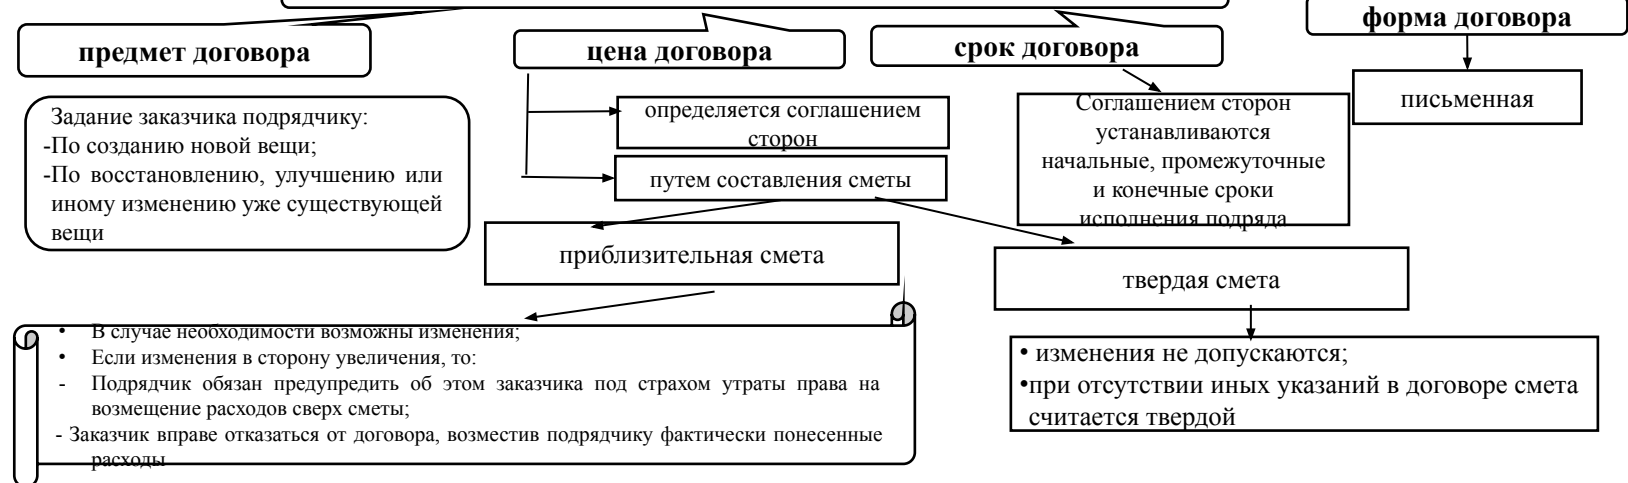 форма договора
предмет договора
цена договора
срок договора
письменная
Задание заказчика подрядчику:
-По созданию новой вещи;
-По восстановлению, улучшению или
иному изменению уже существующей
вещи
определяется соглашением
сторон
путем составления сметы
Соглашением сторон
устанавливаются
начальные, промежуточные
и конечные сроки
исполнения подряда
приблизительная смета
твердая смета
• В случае необходимости возможны изменения;
• Если изменения в сторону увеличения, то:
- Подрядчик обязан предупредить об этом заказчика под страхом утраты права на
возмещение расходов сверх сметы;
- Заказчик вправе отказаться от договора, возместив подрядчику фактически понесенные
расходы
• изменения не допускаются;
•при отсутствии иных указаний в договоре смета
считается твердой